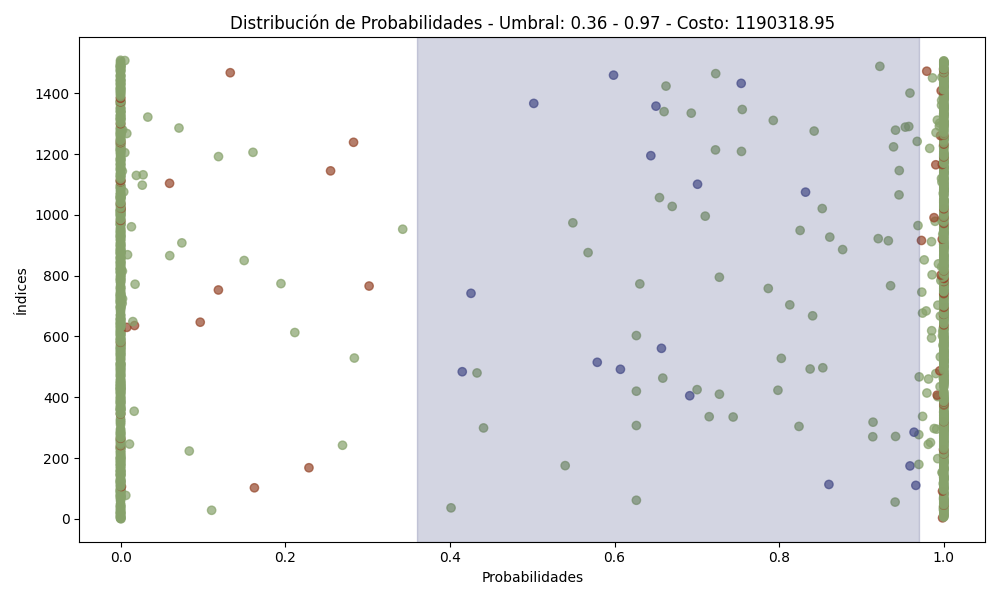 Distribución de Probabilidades - Umbral: 0.36 - 0.97 - Costo: 1190318.95
Índices
1400
1200
1000
800
600
400
200
0
0.0 0.2 0.4 0.6 0.8 1.0
Probabilidades